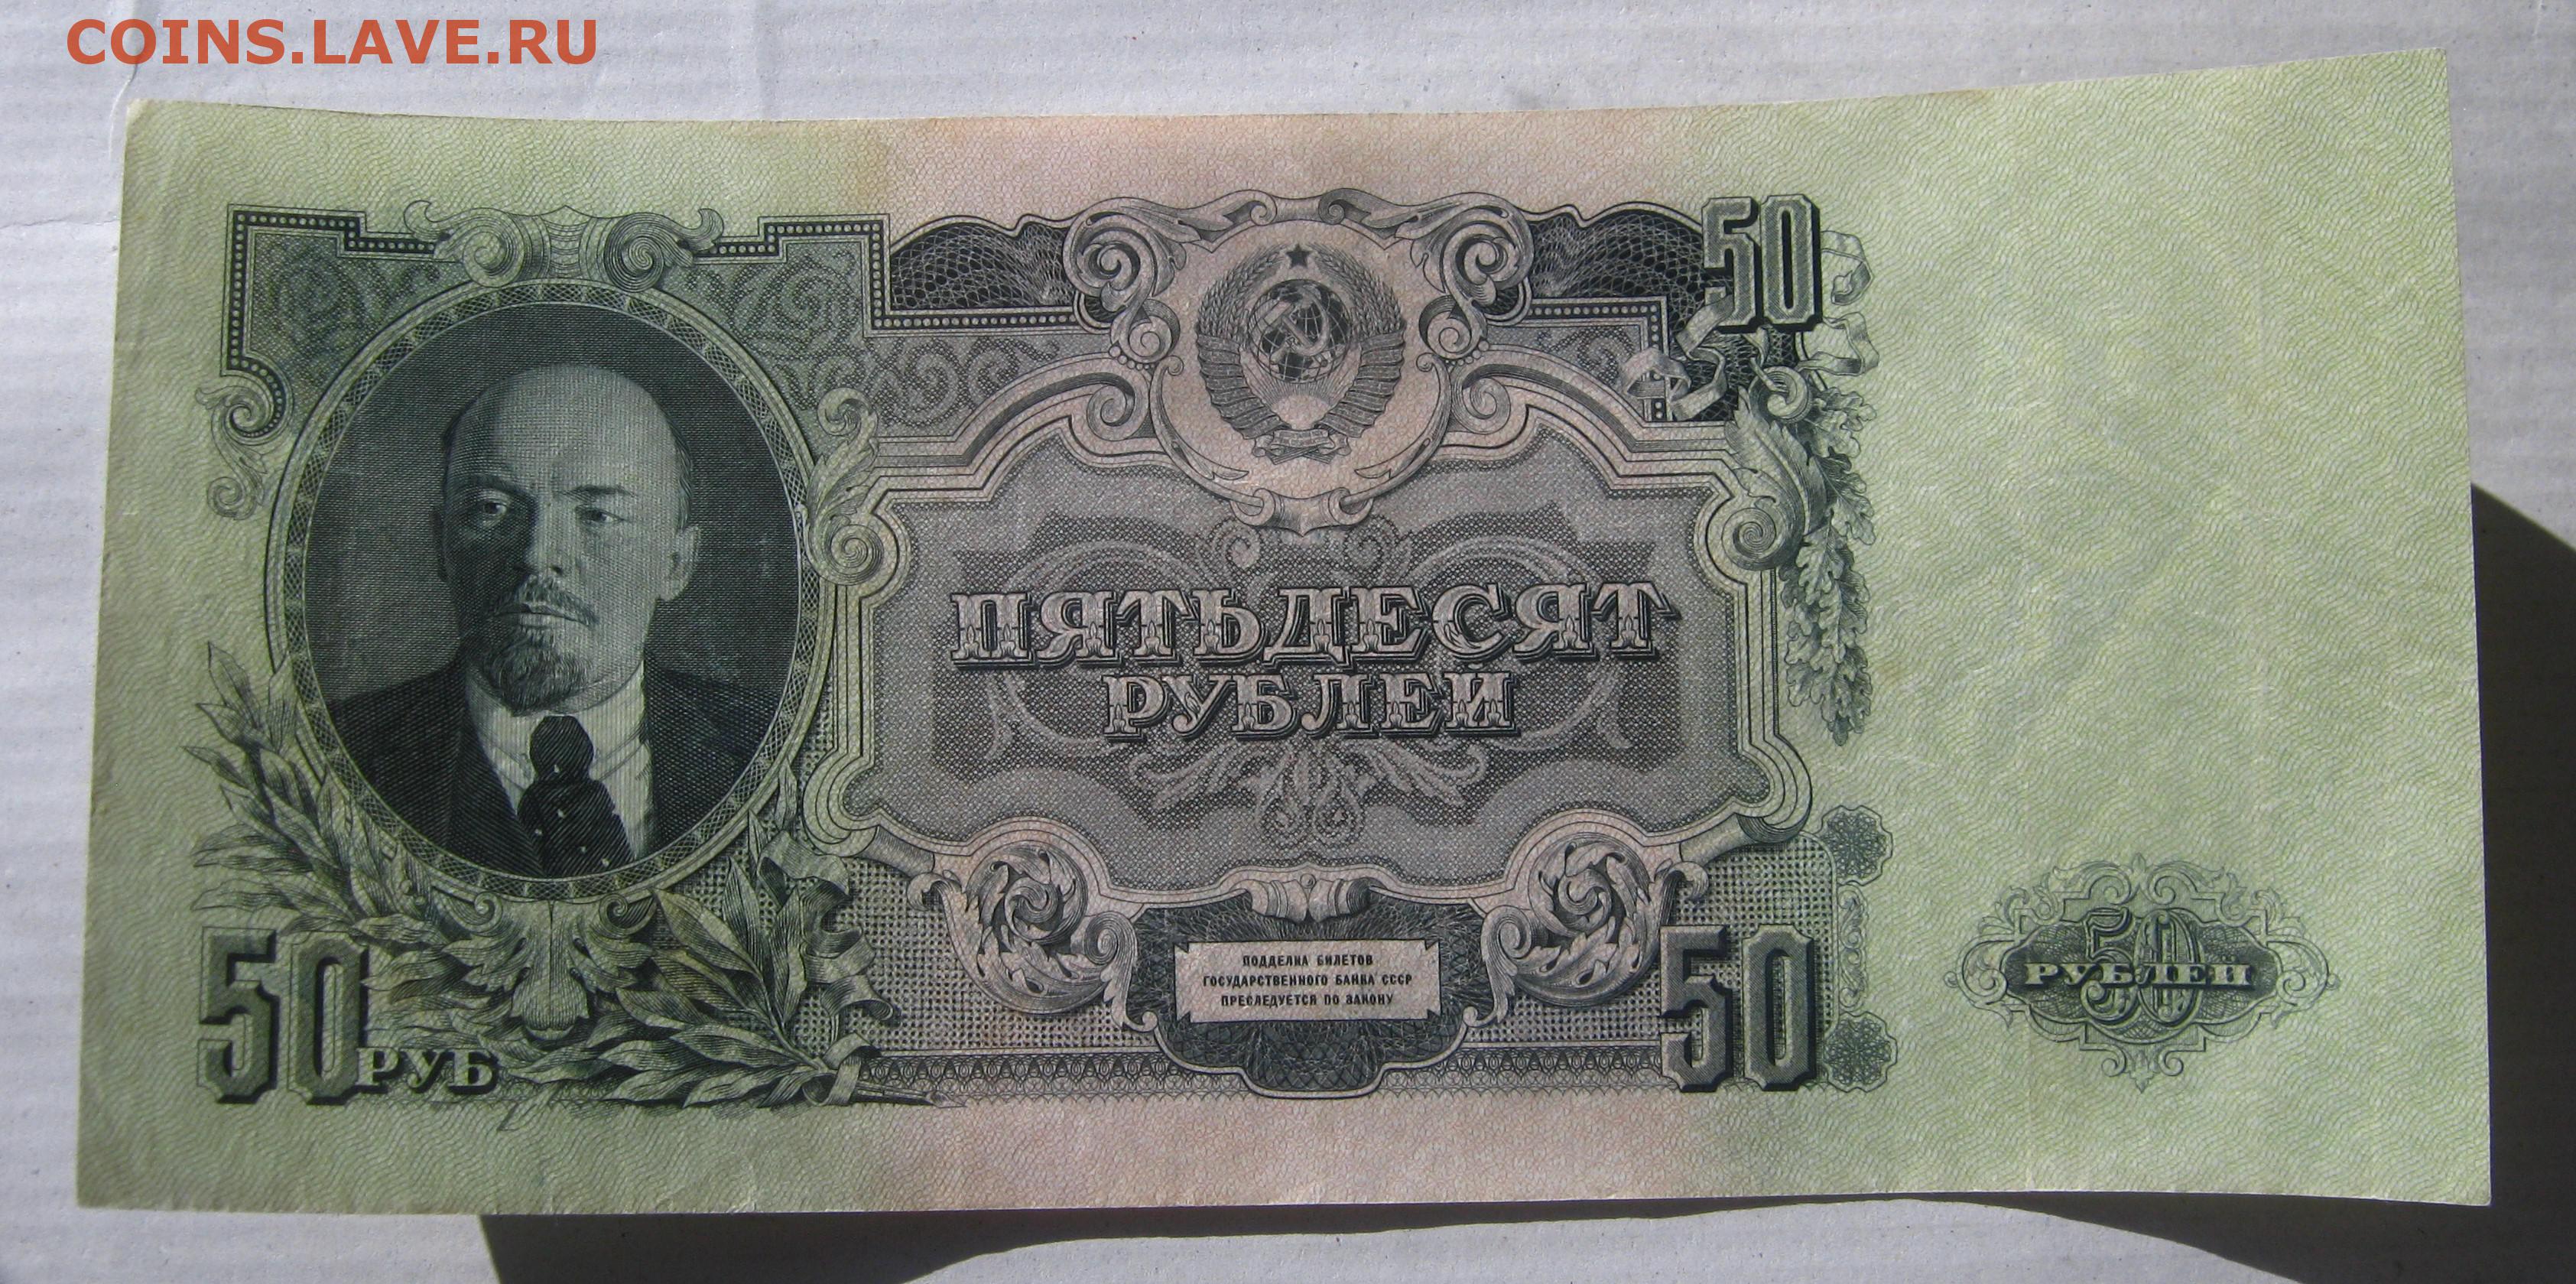 COINS.LAVE.RU
50
ПЯТЬДЕСЯТ
РУБЛЕЙ
50 РУБ
ПОДДЕЛКА БИЛЕТОВ
ГОСУДАРСТВЕННОГО БАНКА СССР
ПРЕСЛЕДУЕТСЯ ПО ЗАКОНУ
50
50
РУБЛЕЙ